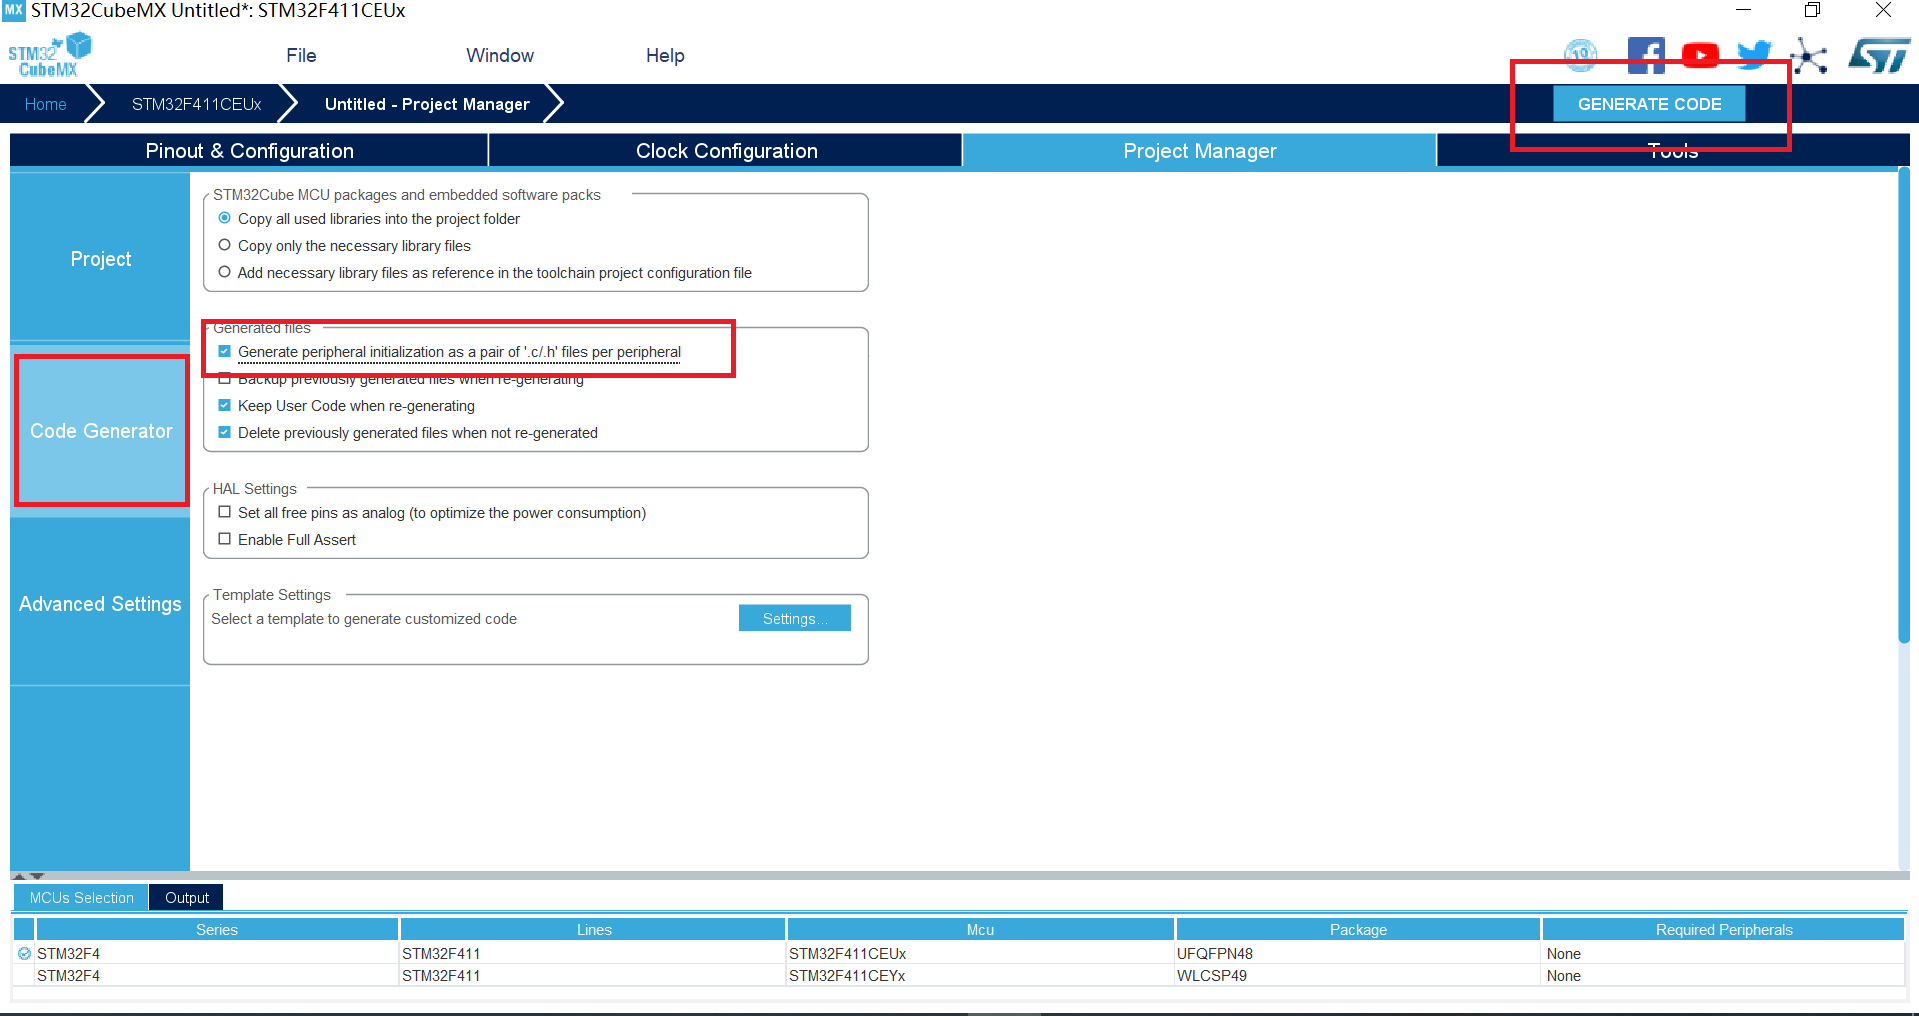 MX STM32CubeMX Untitled*: STM32F411CEUx
STM32
CubeMX
File Window Help
19
ST
Home STM32F411CEUx Untitled - Project Manager GENERATE CODE
Pinout & Configuration Clock Configuration Project Manager Tools
STM32Cube MCU packages and embedded software packs
Copy all used libraries into the project folder
Copy only the necessary library files
Add necessary library files as reference in the toolchain project configuration file
Project
Generated files
Generate peripheral initialization as a pair of '.c/.h' files per peripheral
Backup previously generated files when re-generating
Keep User Code when re-generating
Delete previously generated files when not re-generated
Code Generator
HAL Settings
Set all free pins as analog (to optimize the power consumption)
Enable Full Assert
Template Settings
Select a template to generate customized code Settings...
Advanced Settings
MCUs Selection Output
Series Lines Mcu Package Required Peripherals
STM32F4 STM32F411 STM32F411CEUx UFQFPN48 None
STM32F4 STM32F411 STM32F411CEYx WLCSP49 None